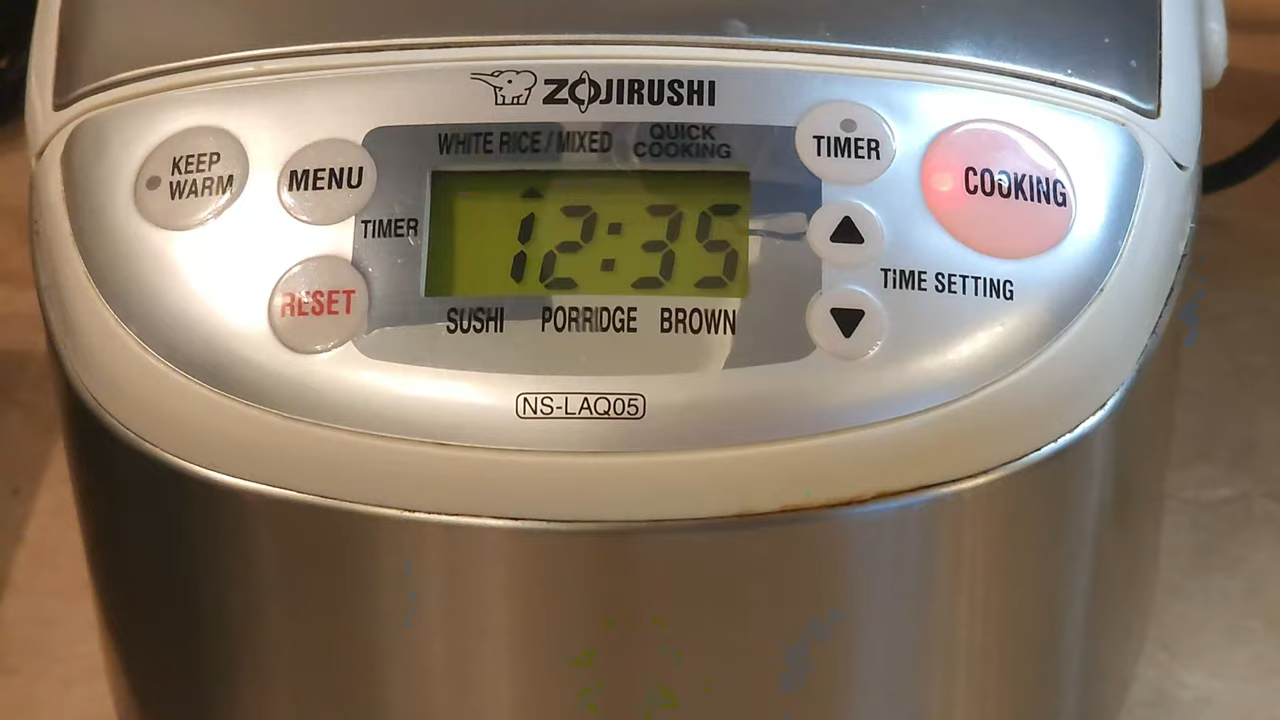 ZOJIRUSHI
KEEP WARM
MENU
WHITE RICE / MIXED
QUICK COOKING
TIMER
COOKING
TIMER
12:35
RESET
TIME SETTING
SUSHI PORRIDGE BROWN
NS-LAQ05